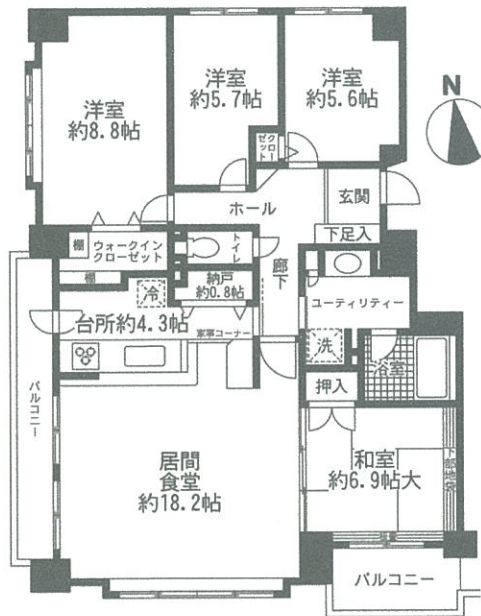 洋室
約8.8帖
洋室
約5.7帖
洋室
約5.6帖
N
クロー
ゼット
玄関
ホール
下足入
棚
ウォークイン
クローゼット
トイレ
廊下
棚
冷
納戸
約0.8帖
ユーティリティー
台所約4.3帖
家事コーナー
洗
浴室
押入
バルコニー
居間
食堂
約18.2帖
和室
約6.9帖大
下部地袋
バルコニー